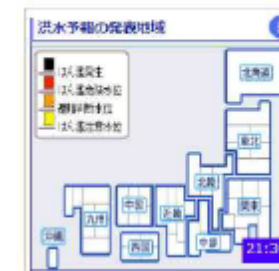 洪水予報の発表地域
はん濫発生
はん濫危険水位
避難判断水位
はん濫注意水位
北海道
東北
北陸
関東
中部
近畿
中国
四国
九州
沖縄